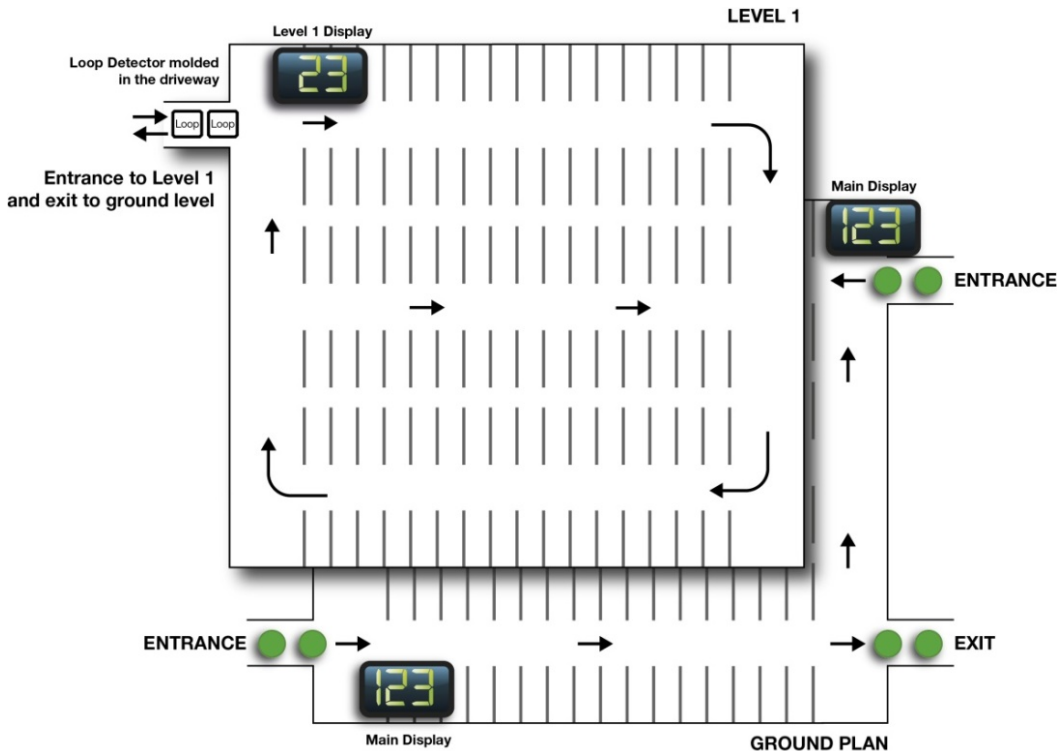 LEVEL 1
Level 1 Display
23
Loop Detector molded
in the driveway
Loop Loop
Entrance to Level 1
and exit to ground level
Main Display
123
ENTRANCE
ENTRANCE
EXIT
123
Main Display
GROUND PLAN